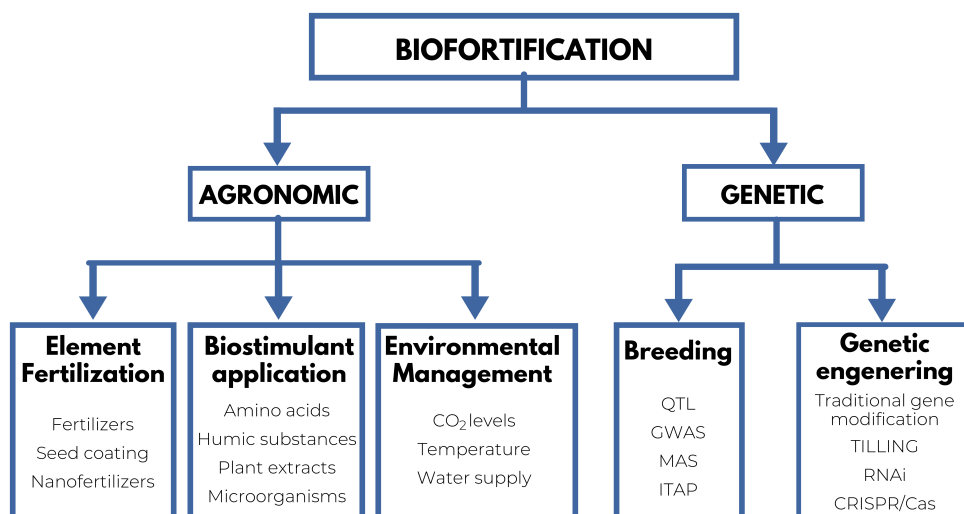 BIOFORTIFICATION
AGRONOMIC
GENETIC
Element
Fertilization
Fertilizers
Seed coating
Nanofertilizers
Biostimulant
application
Amino acids
Humic substances
Plant extracts
Microorganisms
Environmental
Management
CO₂ levels
Temperature
Water supply
Breeding
QTL
GWAS
MAS
ITAP
Genetic
engenering
Traditional gene
modification
TILLING
RNAi
CRISPR/Cas